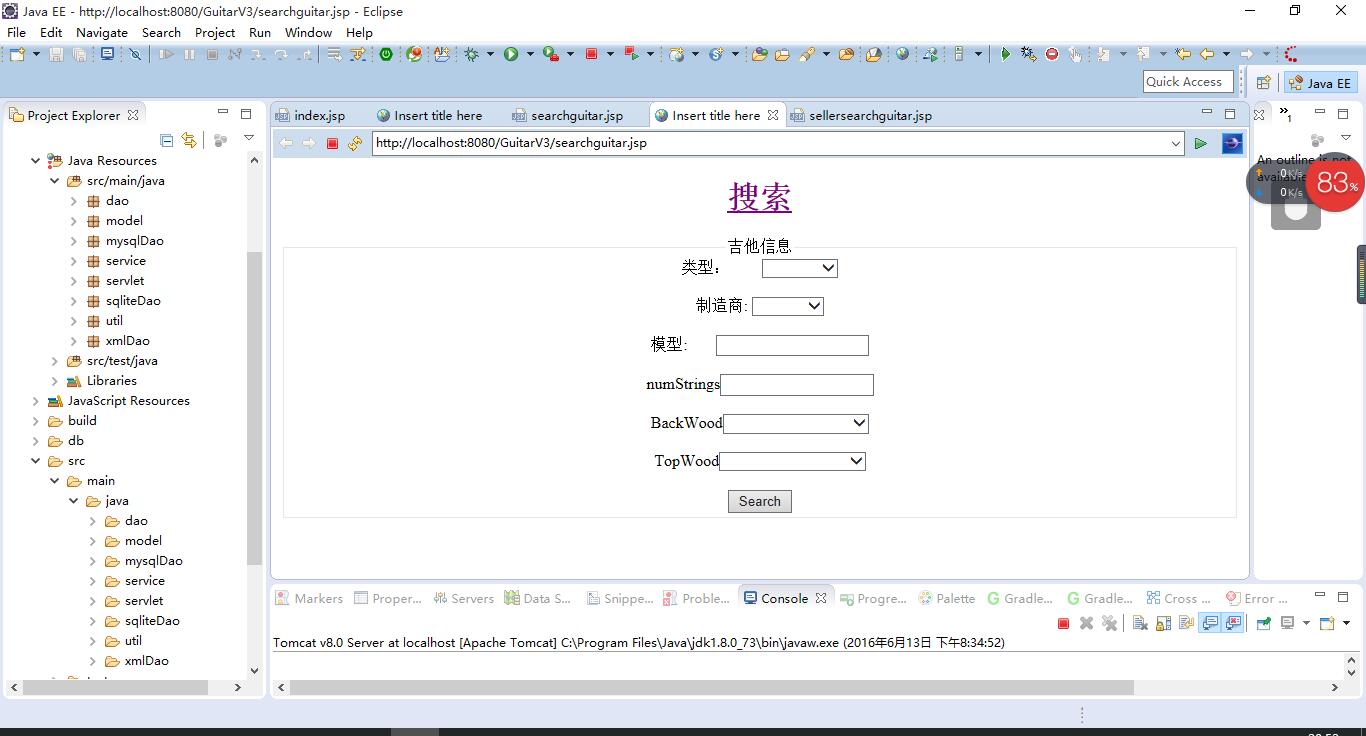 Java EE - http://localhost:8080/GuitarV3/searchguitar.jsp - Eclipse
File Edit Navigate Search Project Run Window Help
Quick Access
Java EE
Project Explorer
index.jsp
Insert title here
searchguitar.jsp
Insert title here
sellersearchguitar.jsp
»1
http://localhost:8080/GuitarV3/searchguitar.jsp
An outline is not
0 K/s
0 K/s
83%
Java Resources
src/main/java
dao
model
mysqlDao
service
servlet
sqliteDao
util
xmlDao
src/test/java
Libraries
JavaScript Resources
build
db
src
main
java
dao
model
mysqlDao
service
servlet
sqliteDao
util
xmlDao
搜索
吉他信息
类型：
制造商:
模型:
numStrings
BackWood
TopWood
Search
Markers
Proper...
Servers
Data S...
Snippe...
Proble...
Console
Progre...
Palette
Gradle...
Gradle...
Cross ...
Error ...
Tomcat v8.0 Server at localhost [Apache Tomcat] C:\Program Files\Java\jdk1.8.0_73\bin\javaw.exe (2016年6月13日 下午8:34:52)